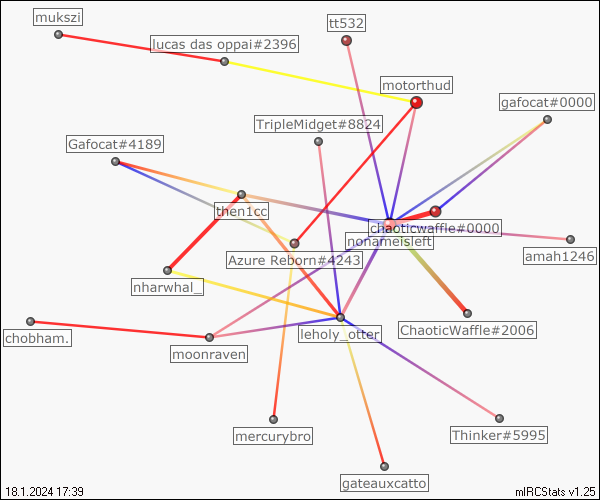 mukszi
tt532
lucas das oppai#2396
motorthud
gafocat#0000
TripleMidget#8824
Gafocat#4189
then1cc
chaoticwaffle#0000
nonameisleft
Azure Reborn#4243
amah1246
nharwhal_
ChaoticWaffle#2006
leholy_otter
chobham.
moonraven
mercurybro
Thinker#5995
gateauxcatto
18.1.2024 17:39
mIRCStats v1.25